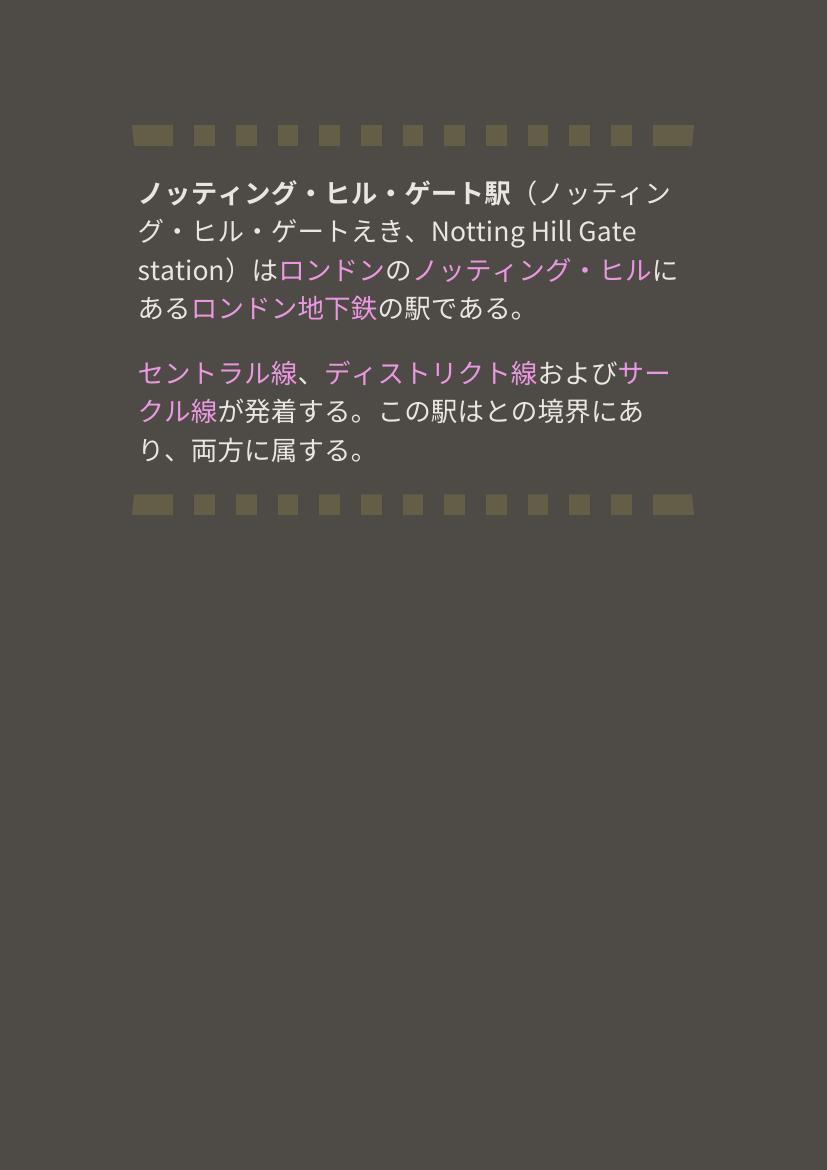 ノッティング・ヒル・ゲート駅（ノッティン
グ・ヒル・ゲートえき、Notting Hill Gate
station）はロンドンのノッティング・ヒルに
あるロンドン地下鉄の駅である。
セントラル線、ディストリクト線およびサー
クル線が発着する。この駅はとの境界にあ
り、両方に属する。